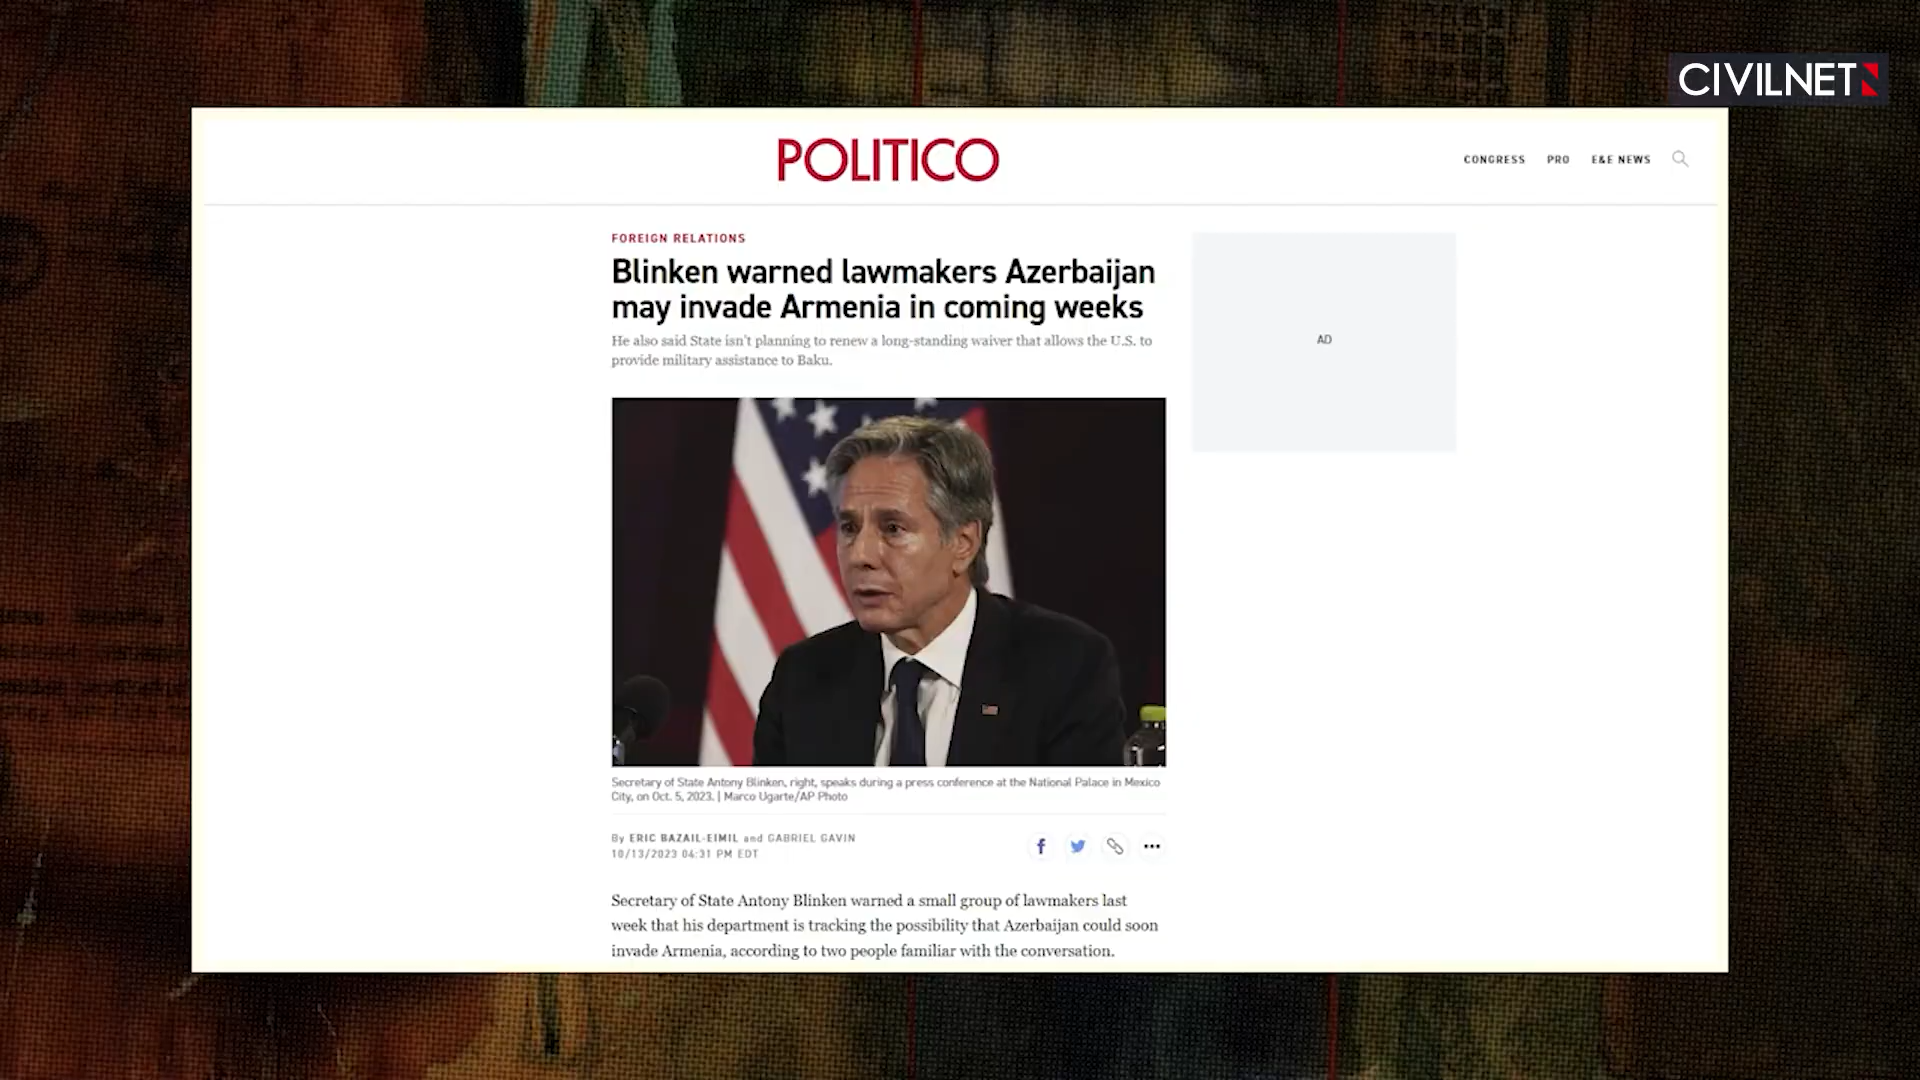 CIVILNET
POLITICO
CONGRESS PRO E&E NEWS
FOREIGN RELATIONS
Blinken warned lawmakers Azerbaijan
may invade Armenia in coming weeks
He also said State isn't planning to renew a long-standing waiver that allows the U.S. to
provide military assistance to Baku.
AD
Secretary of State Antony Blinken, right, speaks during a press conference at the National Palace in Mexico
City, on Oct. 5, 2023. | Marco Ugarte/AP Photo
By ERIC BAZAIL-EIMIL and GABRIEL GAVIN
10/13/2023 04:31 PM EDT
Secretary of State Antony Blinken warned a small group of lawmakers last
week that his department is tracking the possibility that Azerbaijan could soon
invade Armenia, according to two people familiar with the conversation.